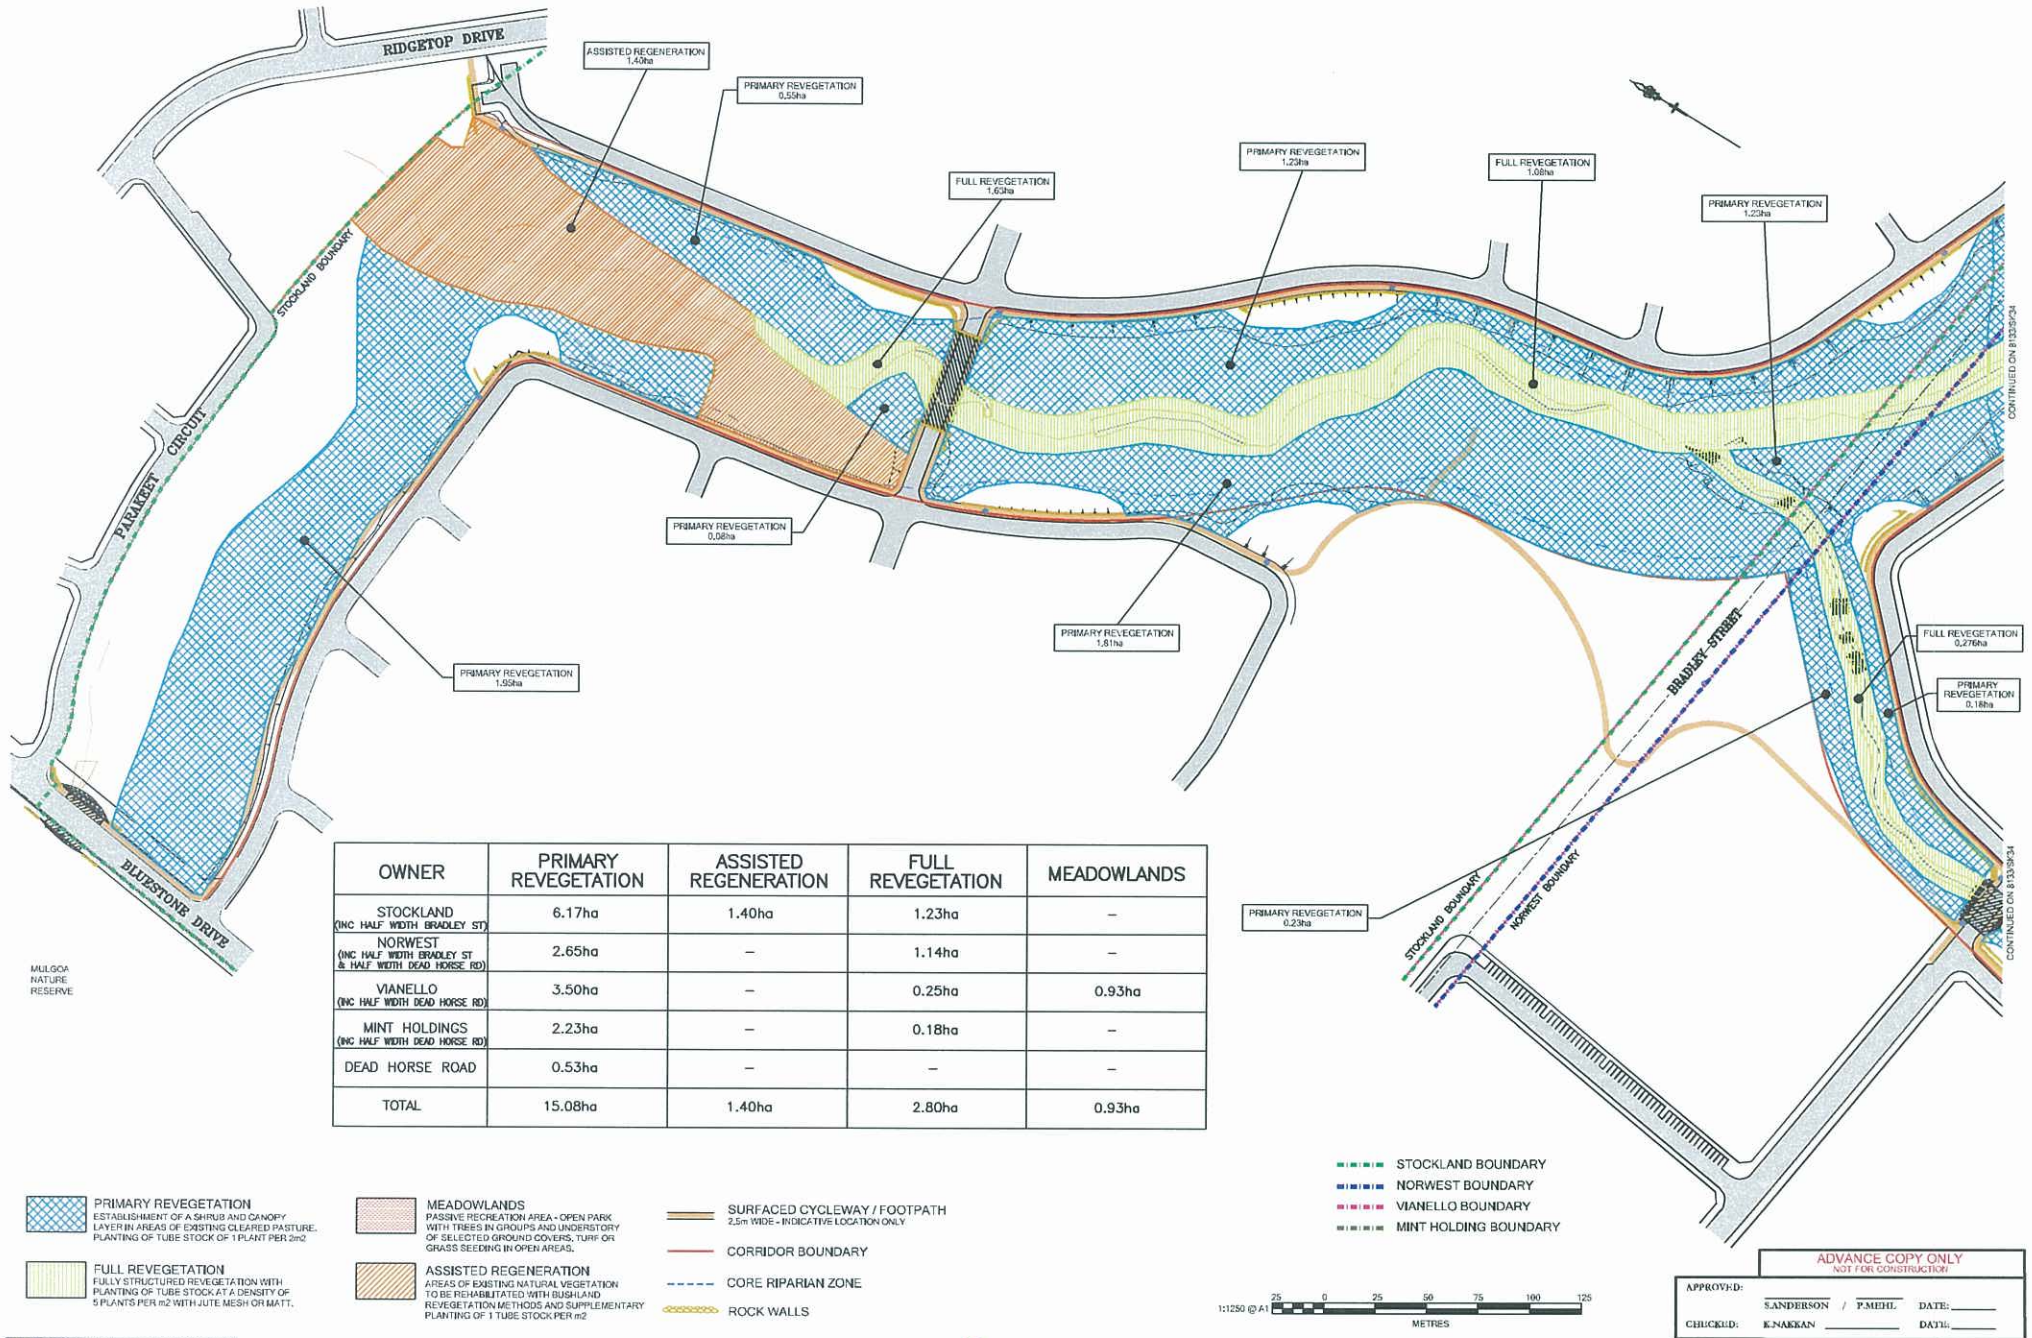 RIDGETOP DRIVE
ASSISTED REGENERATION
1.40ha
PRIMARY REVEGETATION
0.55ha
FULL REVEGETATION
PRIMARY REVEGETATION
1.23ha
FULL REVEGETATION
1.08ha
PRIMARY REVEGETATION
1.23ha
STOCKLAND BOUNDARY
PARAKEET CIRCUIT
CONTINUED ON 8133/SK34
PRIMARY REVEGETATION
0.08ha
PRIMARY REVEGETATION
1.81ha
PRIMARY REVEGETATION
1.95ha
BRADLEY STREET
FULL REVEGETATION
0.276ha
PRIMARY
REVEGETATION
0.18ha
PRIMARY REVEGETATION
0.23ha
STOCKLAND BOUNDARY
NORWEST BOUNDARY
CONTINUED ON 8133/SK34
BLUESTONE DRIVE
MULGOA
NATURE
RESERVE
OWNER PRIMARY REVEGETATION ASSISTED REGENERATION FULL REVEGETATION MEADOWLANDS
STOCKLAND (INC HALF WIDTH BRADLEY ST) 6.17ha 1.40ha 1.23ha –
NORWEST (INC HALF WIDTH BRADLEY ST & HALF WIDTH DEAD HORSE RD) 2.65ha – 1.14ha –
VIANELLO (INC HALF WIDTH DEAD HORSE RD) 3.50ha – 0.25ha 0.93ha
MINT HOLDINGS (INC HALF WIDTH DEAD HORSE RD) 2.23ha – 0.18ha –
DEAD HORSE ROAD 0.53ha – – –
TOTAL 15.08ha 1.40ha 2.80ha 0.93ha
PRIMARY REVEGETATION
ESTABLISHMENT OF A SHRUB AND CANOPY
LAYER IN AREAS OF EXISTING CLEARED PASTURE.
PLANTING OF TUBE STOCK OF 1 PLANT PER 2m2
FULL REVEGETATION
FULLY STRUCTURED REVEGETATION WITH
PLANTING OF TUBE STOCK AT A DENSITY OF
5 PLANTS PER m2 WITH JUTE MESH OR MATT.
MEADOWLANDS
PASSIVE RECREATION AREA - OPEN PARK
WITH TREES IN GROUPS AND UNDERSTORY
OF SELECTED GROUND COVERS, TURF OR
GRASS SEEDING IN OPEN AREAS.
ASSISTED REGENERATION
AREAS OF EXISTING NATURAL VEGETATION
TO BE REHABILITATED WITH BUSHLAND
REVEGETATION METHODS AND SUPPLEMENTARY
PLANTING OF 1 TUBE STOCK PER m2
SURFACED CYCLEWAY / FOOTPATH
2.5m WIDE - INDICATIVE LOCATION ONLY
CORRIDOR BOUNDARY
CORE RIPARIAN ZONE
ROCK WALLS
STOCKLAND BOUNDARY
NORWEST BOUNDARY
VIANELLO BOUNDARY
MINT HOLDING BOUNDARY
1:1250 @ A1
25 0 25 50 75 100 125
METRES
ADVANCE COPY ONLY
NOT FOR CONSTRUCTION
APPROVED:
S.ANDERSON / P.MEHL DATE:
CHECKED: K.NAKKAN DATE: